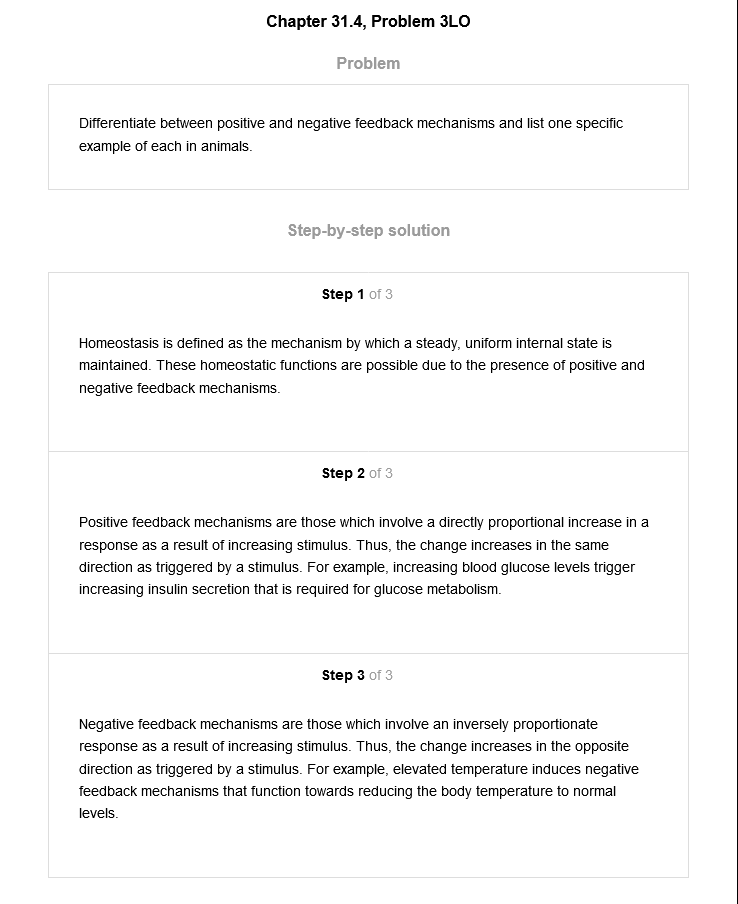 Chapter 31.4, Problem 3LO
Problem
Differentiate between positive and negative feedback mechanisms and list one specific
example of each in animals.
Step-by-step solution
Step 1 of 3
Homeostasis is defined as the mechanism by which a steady, uniform internal state is
maintained. These homeostatic functions are possible due to the presence of positive and
negative feedback mechanisms.
Step 2 of 3
Positive feedback mechanisms are those which involve a directly proportional increase in a
response as a result of increasing stimulus. Thus, the change increases in the same
direction as triggered by a stimulus. For example, increasing blood glucose levels trigger
increasing insulin secretion that is required for glucose metabolism.
Step 3 of 3
Negative feedback mechanisms are those which involve an inversely proportionate
response as a result of increasing stimulus. Thus, the change increases in the opposite
direction as triggered by a stimulus. For example, elevated temperature induces negative
feedback mechanisms that function towards reducing the body temperature to normal
levels.